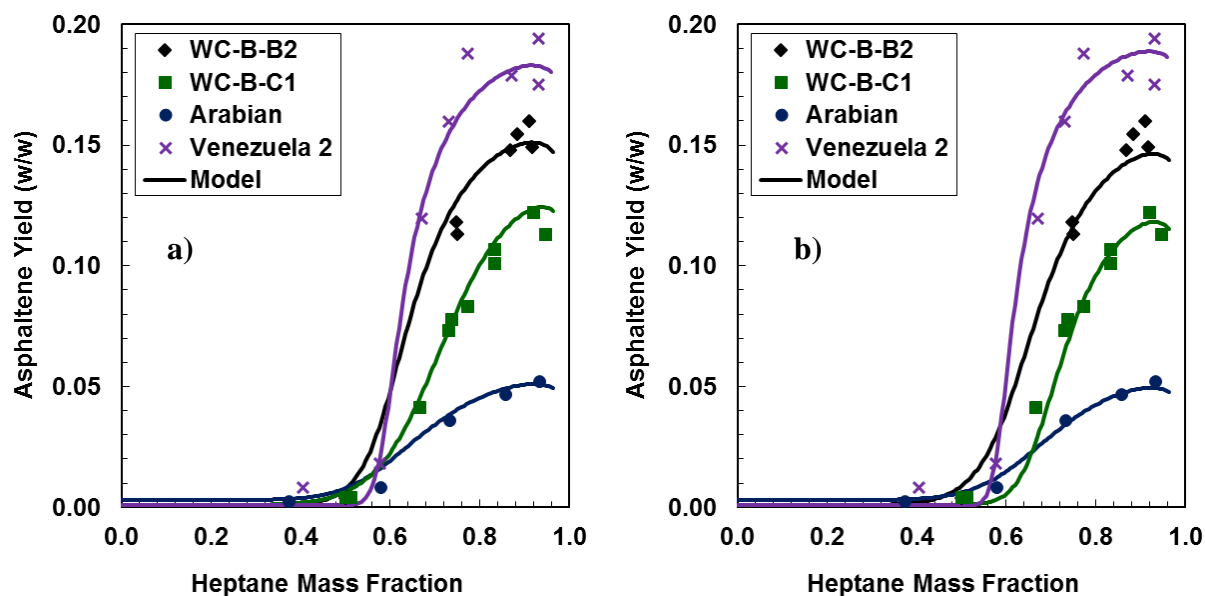 0.20
0.15
0.10
0.05
0.00
Asphaltene Yield (w/w)
WC-B-B2
WC-B-C1
Arabian
Venezuela 2
Model
a)
0.0 0.2 0.4 0.6 0.8 1.0
Heptane Mass Fraction
0.20
0.15
0.10
0.05
0.00
Asphaltene Yield (w/w)
WC-B-B2
WC-B-C1
Arabian
Venezuela 2
Model
b)
0.0 0.2 0.4 0.6 0.8 1.0
Heptane Mass Fraction